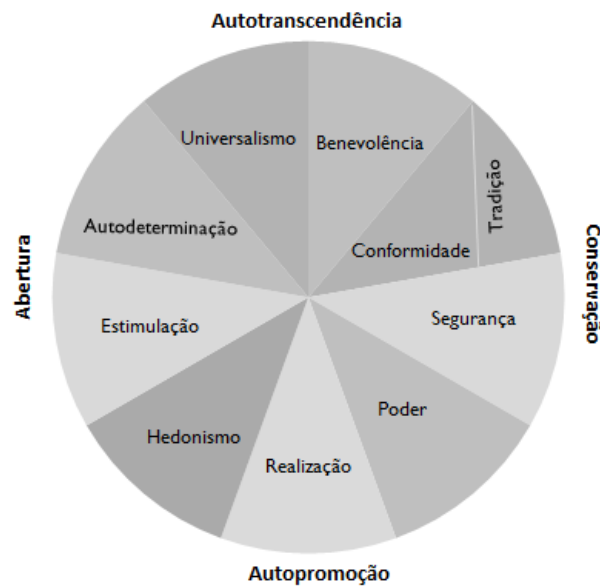 Autotranscendência
Universalismo
Benevolência
Tradição
Autodeterminação
Conformidade
Abertura
Conservação
Estimulação
Segurança
Hedonismo
Poder
Realização
Autopromoção